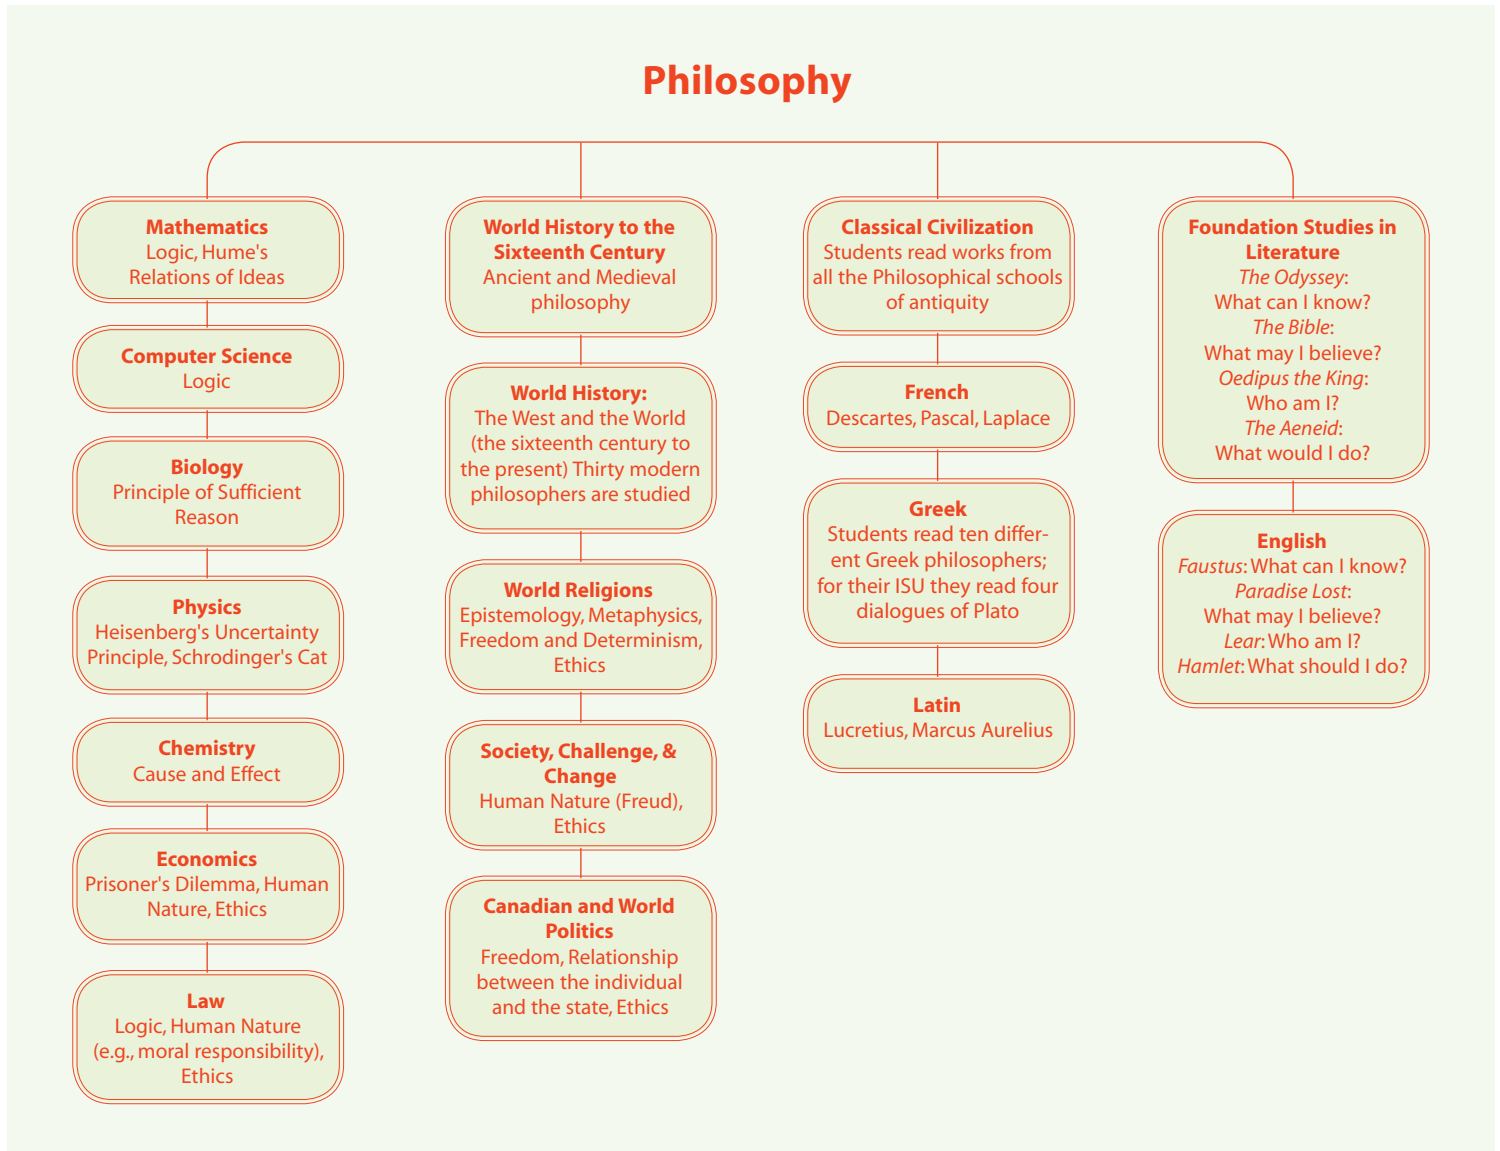 Philosophy
Mathematics
Logic, Hume's
Relations of Ideas
Computer Science
Logic
Biology
Principle of Sufficient
Reason
Physics
Heisenberg's Uncertainty
Principle, Schrodinger's Cat
Chemistry
Cause and Effect
Economics
Prisoner's Dilemma, Human
Nature, Ethics
Law
Logic, Human Nature
(e.g., moral responsibility),
Ethics
World History to the
Sixteenth Century
Ancient and Medieval
philosophy
World History:
The West and the World
(the sixteenth century to
the present) Thirty modern
philosophers are studied
World Religions
Epistemology, Metaphysics,
Freedom and Determinism,
Ethics
Society, Challenge, &
Change
Human Nature (Freud),
Ethics
Canadian and World
Politics
Freedom, Relationship
between the individual
and the state, Ethics
Classical Civilization
Students read works from
all the Philosophical schools
of antiquity
French
Descartes, Pascal, Laplace
Greek
Students read ten differ-
ent Greek philosophers;
for their ISU they read four
dialogues of Plato
Latin
Lucretius, Marcus Aurelius
Foundation Studies in
Literature
The Odyssey:
What can I know?
The Bible:
What may I believe?
Oedipus the King:
Who am I?
The Aeneid:
What would I do?
English
Faustus: What can I know?
Paradise Lost:
What may I believe?
Lear: Who am I?
Hamlet: What should I do?